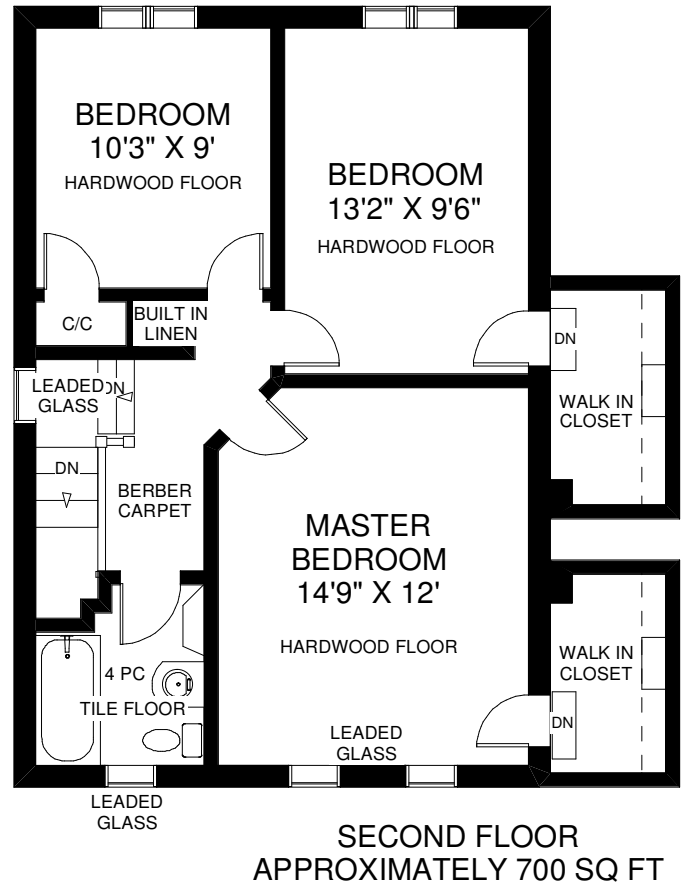 BEDROOM
10'3" X 9'
HARDWOOD FLOOR
BEDROOM
13'2" X 9'6"
HARDWOOD FLOOR
C/C
BUILT IN
LINEN
DN
LEADED
GLASS
DN
WALK IN
CLOSET
DN
BERBER
CARPET
MASTER
BEDROOM
14'9" X 12'
HARDWOOD FLOOR
WALK IN
CLOSET
4 PC
TILE FLOOR
DN
LEADED
GLASS
LEADED
GLASS
SECOND FLOOR
APPROXIMATELY 700 SQ FT